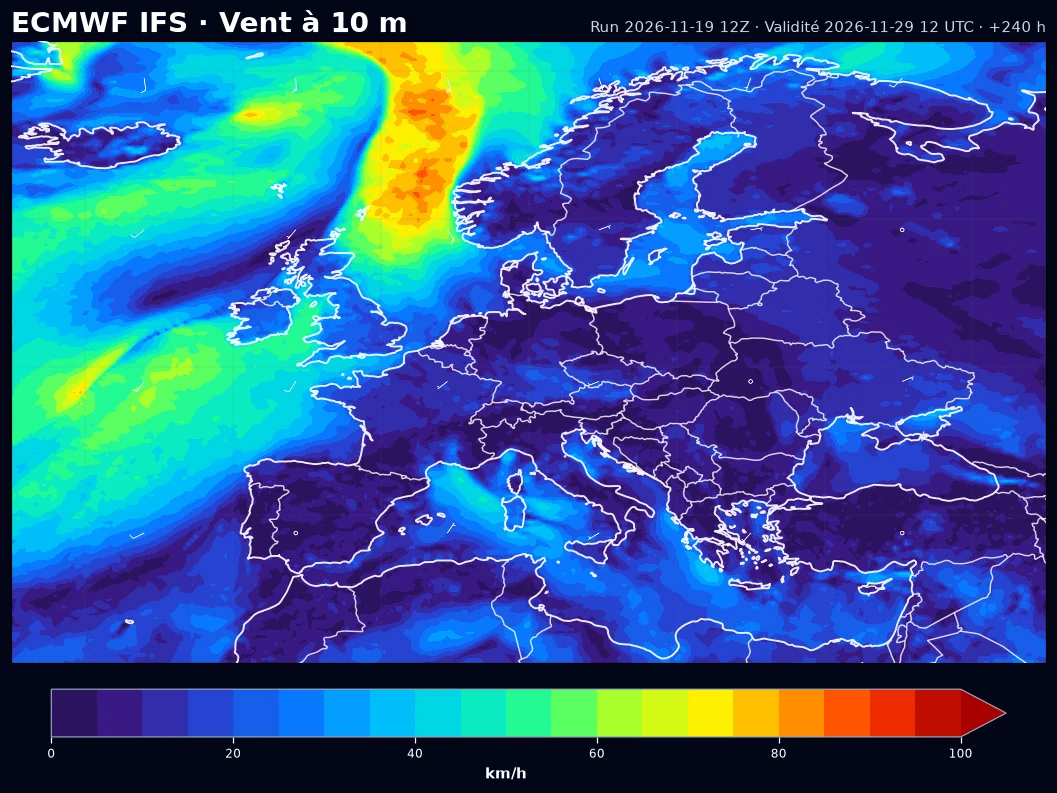 ECMWF IFS · Vent à 10 m
Run 2026-11-19 12Z · Validité 2026-11-29 12 UTC · +240 h
0 20 40 60 80 100
km/h